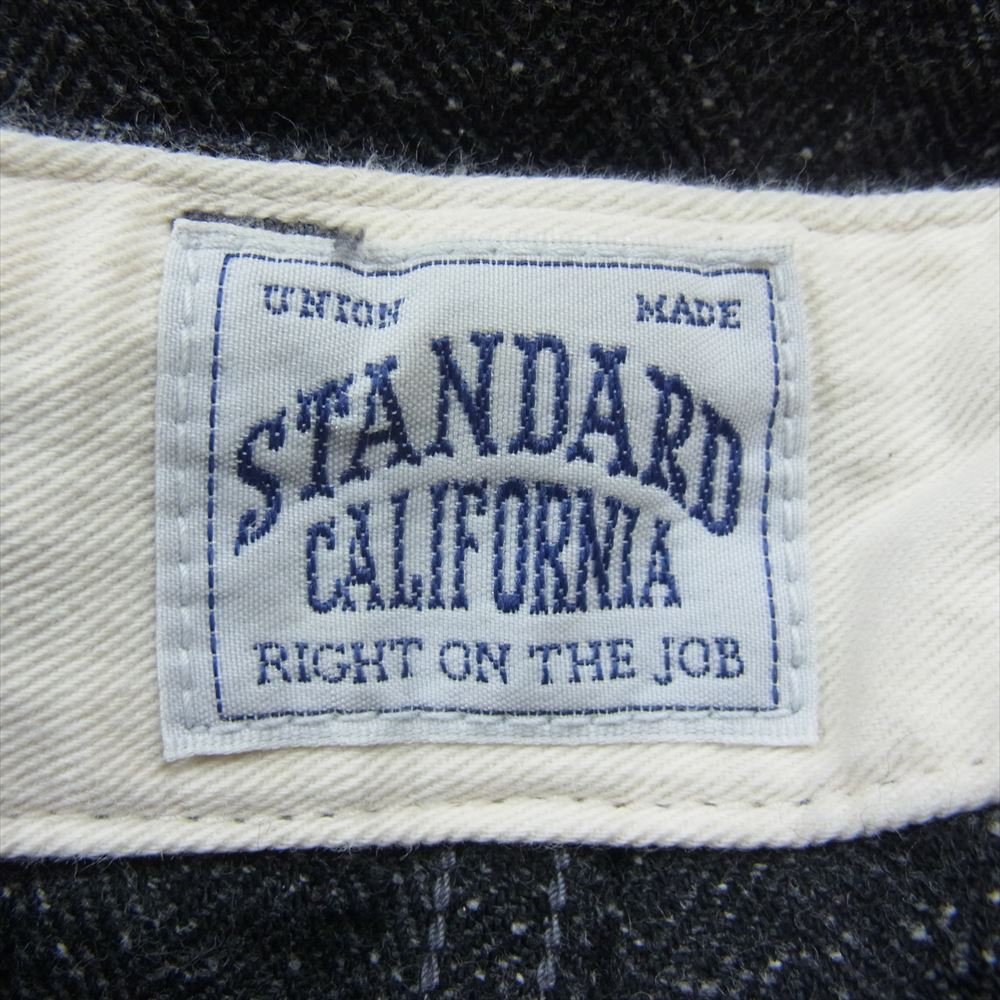 UNION MADE
STANDARD
CALIFORNIA
RIGHT ON THE JOB